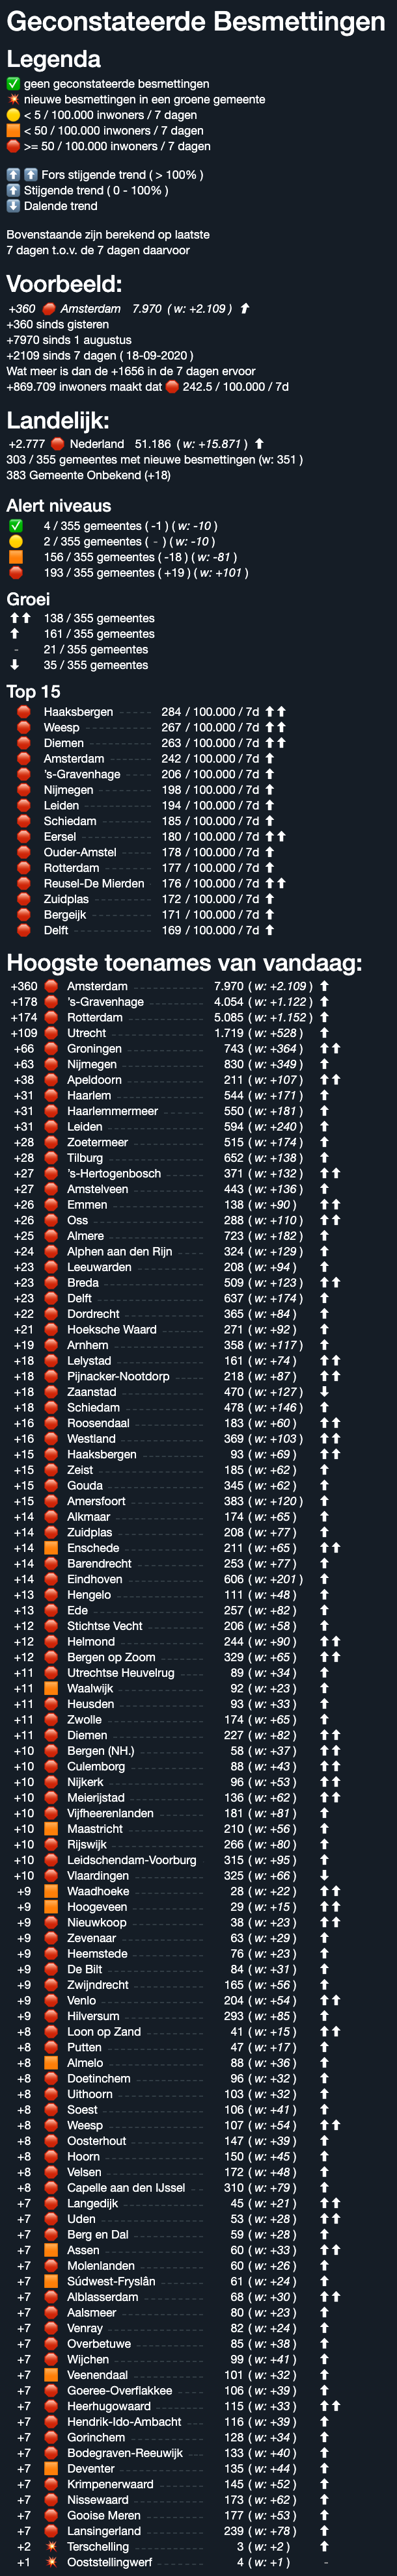 Geconstateerde Besmettingen
Legenda
✅ geen geconstateerde besmettingen
💥 nieuwe besmettingen in een groene gemeente
🟡 < 5 / 100.000 inwoners / 7 dagen
🟧 < 50 / 100.000 inwoners / 7 dagen
🛑 >= 50 / 100.000 inwoners / 7 dagen
⬆️ ⬆️ Fors stijgende trend ( > 100% )
⬆️ Stijgende trend ( 0 - 100% )
⬇️ Dalende trend
Bovenstaande zijn berekend op laatste
7 dagen t.o.v. de 7 dagen daarvoor
Voorbeeld:
+360 🛑 Amsterdam 7.970 ( w: +2.109 ) ⬆
+360 sinds gisteren
+7970 sinds 1 augustus
+2109 sinds 7 dagen ( 18-09-2020 )
Wat meer is dan de +1656 in de 7 dagen ervoor
+869.709 inwoners maakt dat 🛑 242.5 / 100.000 / 7d
Landelijk:
+2.777 🛑 Nederland 51.186 ( w: +15.871 ) ⬆
303 / 355 gemeentes met nieuwe besmettingen (w: 351 )
383 Gemeente Onbekend (+18)
Alert niveaus
✅ 4 / 355 gemeentes ( -1 ) ( w: -10 )
🟡 2 / 355 gemeentes ( - ) ( w: -10 )
🟧 156 / 355 gemeentes ( -18 ) ( w: -81 )
🛑 193 / 355 gemeentes ( +19 ) ( w: +101 )
Groei
⬆⬆ 138 / 355 gemeentes
⬆ 161 / 355 gemeentes
- 21 / 355 gemeentes
⬇ 35 / 355 gemeentes
Top 15
🛑 Haaksbergen ----- 284 / 100.000 / 7d ⬆⬆
🛑 Weesp ----- 267 / 100.000 / 7d ⬆⬆
🛑 Diemen ----- 263 / 100.000 / 7d ⬆⬆
🛑 Amsterdam ----- 242 / 100.000 / 7d ⬆
🛑 's-Gravenhage ----- 206 / 100.000 / 7d ⬆
🛑 Nijmegen ----- 198 / 100.000 / 7d ⬆
🛑 Leiden ----- 194 / 100.000 / 7d ⬆
🛑 Schiedam ----- 185 / 100.000 / 7d ⬆
🛑 Eersel ----- 180 / 100.000 / 7d ⬆⬆
🛑 Ouder-Amstel ----- 178 / 100.000 / 7d ⬆
🛑 Rotterdam ----- 177 / 100.000 / 7d ⬆
🛑 Reusel-De Mierden - 176 / 100.000 / 7d ⬆⬆
🛑 Zuidplas ----- 172 / 100.000 / 7d ⬆
🛑 Bergeijk ----- 171 / 100.000 / 7d ⬆
🛑 Delft ----- 169 / 100.000 / 7d ⬆
Hoogste toenames van vandaag:
+360 🛑 Amsterdam 7.970 ( w: +2.109 ) ⬆
+178 🛑 's-Gravenhage 4.054 ( w: +1.122 ) ⬆
+174 🛑 Rotterdam 5.085 ( w: +1.152 ) ⬆
+109 🛑 Utrecht 1.719 ( w: +528 ) ⬆
+66 🛑 Groningen 743 ( w: +364 ) ⬆⬆
+63 🛑 Nijmegen 830 ( w: +349 ) ⬆
+38 🛑 Apeldoorn 211 ( w: +107 ) ⬆⬆
+31 🛑 Haarlem 544 ( w: +171 ) ⬆
+31 🛑 Haarlemmermeer 550 ( w: +181 ) ⬆
+31 🛑 Leiden 594 ( w: +240 ) ⬆
+28 🛑 Zoetermeer 515 ( w: +174 ) ⬆
+28 🛑 Tilburg 652 ( w: +138 ) ⬆
+27 🛑 's-Hertogenbosch 371 ( w: +132 ) ⬆⬆
+27 🛑 Amstelveen 443 ( w: +136 ) ⬆
+26 🛑 Emmen 138 ( w: +90 ) ⬆⬆
+26 🛑 Oss 288 ( w: +110 ) ⬆⬆
+25 🛑 Almere 723 ( w: +182 ) ⬆
+24 🛑 Alphen aan den Rijn 324 ( w: +129 ) ⬆
+23 🛑 Leeuwarden 208 ( w: +94 ) ⬆
+23 🛑 Breda 509 ( w: +123 ) ⬆⬆
+23 🛑 Delft 637 ( w: +174 ) ⬆
+22 🛑 Dordrecht 365 ( w: +84 ) ⬆
+21 🛑 Hoeksche Waard 271 ( w: +92 ) ⬆
+19 🛑 Arnhem 358 ( w: +117 ) ⬆
+18 🛑 Lelystad 161 ( w: +74 ) ⬆⬆
+18 🛑 Pijnacker-Nootdorp 218 ( w: +87 ) ⬆⬆
+18 🛑 Zaanstad 470 ( w: +127 ) ⬇
+18 🛑 Schiedam 478 ( w: +146 ) ⬆
+16 🛑 Roosendaal 183 ( w: +60 ) ⬆⬆
+16 🛑 Westland 369 ( w: +103 ) ⬆⬆
+15 🛑 Haaksbergen 93 ( w: +69 ) ⬆⬆
+15 🛑 Zeist 185 ( w: +62 ) ⬆
+15 🛑 Gouda 345 ( w: +62 ) ⬆
+15 🛑 Amersfoort 383 ( w: +120 ) ⬆
+14 🛑 Alkmaar 174 ( w: +65 ) ⬆
+14 🛑 Zuidplas 208 ( w: +77 ) ⬆
+14 🟧 Enschede 211 ( w: +65 ) ⬆⬆
+14 🛑 Barendrecht 253 ( w: +77 ) ⬆
+14 🛑 Eindhoven 606 ( w: +201 ) ⬆
+13 🛑 Hengelo 111 ( w: +48 ) ⬆
+13 🛑 Ede 257 ( w: +82 ) ⬆
+12 🛑 Stichtse Vecht 206 ( w: +58 ) ⬆
+12 🛑 Helmond 244 ( w: +90 ) ⬆⬆
+12 🛑 Bergen op Zoom 329 ( w: +65 ) ⬆⬆
+11 🛑 Utrechtse Heuvelrug 89 ( w: +34 ) ⬆
+11 🟧 Waalwijk 92 ( w: +23 ) ⬆
+11 🛑 Heusden 93 ( w: +33 ) ⬆
+11 🛑 Zwolle 174 ( w: +65 ) ⬆
+11 🛑 Diemen 227 ( w: +82 ) ⬆⬆
+10 🛑 Bergen (NH.) 58 ( w: +37 ) ⬆⬆
+10 🛑 Culemborg 88 ( w: +43 ) ⬆⬆
+10 🛑 Nijkerk 96 ( w: +53 ) ⬆⬆
+10 🛑 Meierijstad 136 ( w: +62 ) ⬆⬆
+10 🛑 Vijfheerenlanden 181 ( w: +81 ) ⬆
+10 🟧 Maastricht 210 ( w: +56 ) ⬆
+10 🛑 Rijswijk 266 ( w: +80 ) ⬆
+10 🛑 Leidschendam-Voorburg 315 ( w: +95 ) ⬆
+10 🛑 Vlaardingen 325 ( w: +66 ) ⬇
+9 🟧 Waadhoeke 28 ( w: +22 ) ⬆⬆
+9 🟧 Hoogeveen 29 ( w: +15 ) ⬆⬆
+9 🛑 Nieuwkoop 38 ( w: +23 ) ⬆⬆
+9 🛑 Zevenaar 63 ( w: +29 ) ⬆
+9 🛑 Heemstede 76 ( w: +23 ) ⬆
+9 🛑 De Bilt 84 ( w: +31 ) ⬆
+9 🛑 Zwijndrecht 165 ( w: +56 ) ⬆
+9 🛑 Venlo 204 ( w: +54 ) ⬆⬆
+9 🛑 Hilversum 293 ( w: +85 ) ⬆
+8 🛑 Loon op Zand 41 ( w: +15 ) ⬆⬆
+8 🛑 Putten 47 ( w: +17 ) ⬆
+8 🟧 Almelo 88 ( w: +36 ) ⬆
+8 🛑 Doetinchem 96 ( w: +32 ) ⬆
+8 🛑 Uithoorn 103 ( w: +32 ) ⬆
+8 🛑 Soest 106 ( w: +41 ) ⬆
+8 🛑 Weesp 107 ( w: +54 ) ⬆⬆
+8 🛑 Oosterhout 147 ( w: +39 ) ⬆
+8 🛑 Hoorn 150 ( w: +45 ) ⬆
+8 🛑 Velsen 172 ( w: +48 ) ⬆
+8 🛑 Capelle aan den IJssel 310 ( w: +79 ) ⬆
+7 🛑 Langedijk 45 ( w: +21 ) ⬆⬆
+7 🛑 Uden 53 ( w: +28 ) ⬆⬆
+7 🛑 Berg en Dal 59 ( w: +28 ) ⬆
+7 🟧 Assen 60 ( w: +33 ) ⬆⬆
+7 🛑 Molenlanden 60 ( w: +26 ) ⬆
+7 🟧 Súdwest-Fryslân 61 ( w: +24 ) ⬆
+7 🛑 Alblasserdam 68 ( w: +30 ) ⬆⬆
+7 🛑 Aalsmeer 80 ( w: +23 ) ⬆
+7 🛑 Venray 82 ( w: +24 ) ⬆
+7 🛑 Overbetuwe 85 ( w: +38 ) ⬆
+7 🛑 Wijchen 99 ( w: +41 ) ⬆
+7 🟧 Veenendaal 101 ( w: +32 ) ⬆
+7 🛑 Goeree-Overflakkee 106 ( w: +39 ) ⬆
+7 🛑 Heerhugowaard 115 ( w: +33 ) ⬆⬆
+7 🛑 Hendrik-Ido-Ambacht 116 ( w: +39 ) ⬆
+7 🛑 Gorinchem 128 ( w: +34 ) ⬆
+7 🛑 Bodegraven-Reeuwijk 133 ( w: +40 ) ⬆
+7 🟧 Deventer 135 ( w: +44 ) ⬆
+7 🛑 Krimpenerwaard 145 ( w: +52 ) ⬆
+7 🛑 Nissewaard 173 ( w: +62 ) ⬆
+7 🛑 Gooise Meren 177 ( w: +53 ) ⬆
+7 🛑 Lansingerland 239 ( w: +78 ) ⬆
+2 💥 Terschelling 3 ( w: +2 ) ⬆
+1 💥 Ooststellingwerf 4 ( w: +1 ) -